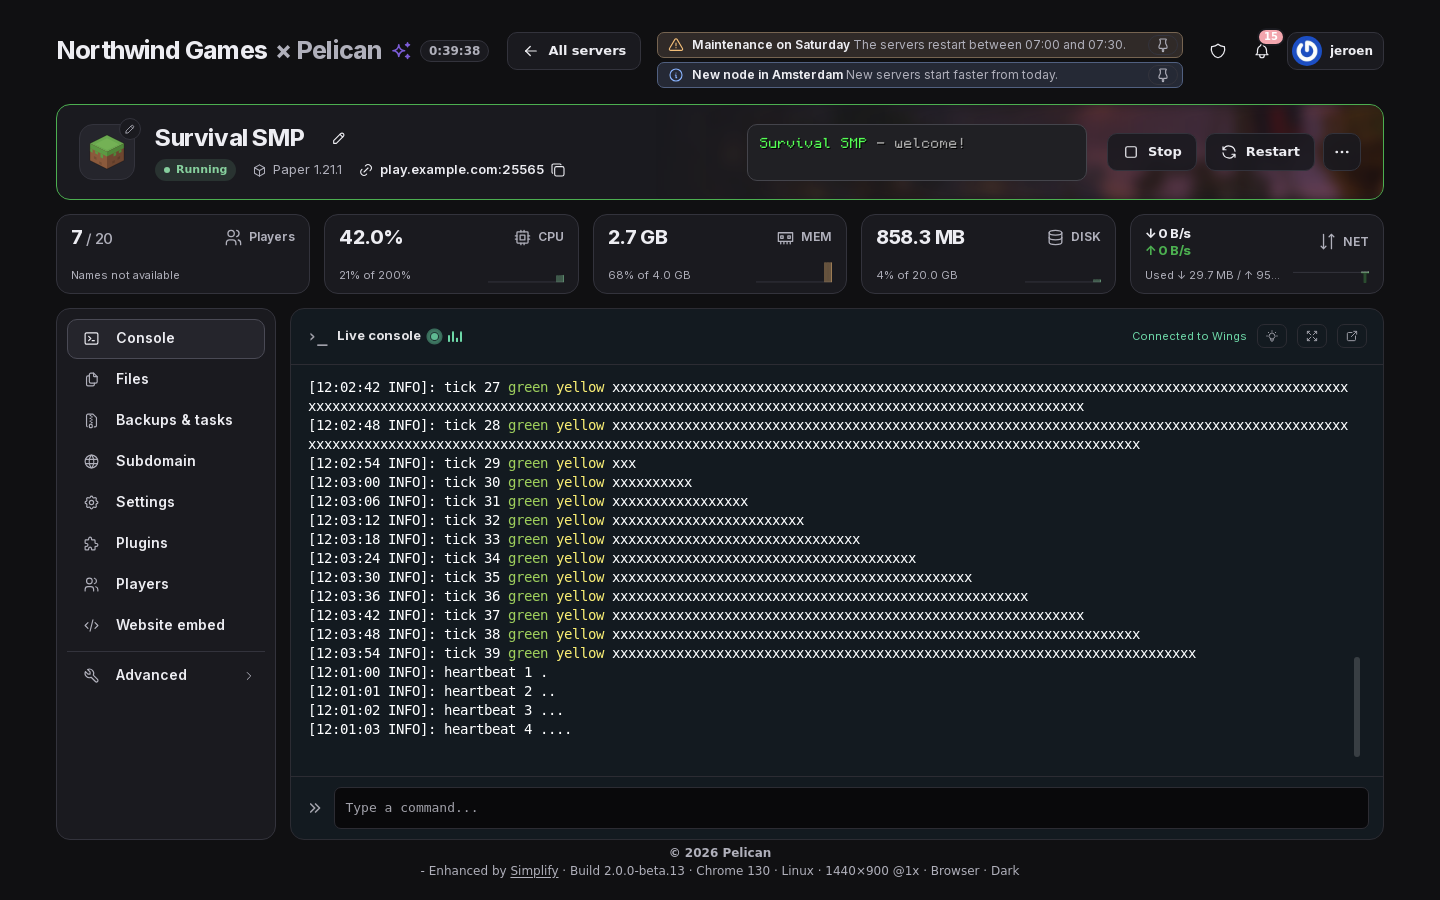 Northwind Games × Pelican
0:39:38
All servers
Maintenance on Saturday The servers restart between 07:00 and 07:30.
New node in Amsterdam New servers start faster from today.
15
jeroen
Survival SMP
Running
Paper 1.21.1
play.example.com:25565
Survival SMP - welcome!
Stop
Restart
7 / 20
Players
Names not available
42.0%
CPU
21% of 200%
2.7 GB
MEM
68% of 4.0 GB
858.3 MB
DISK
4% of 20.0 GB
↓ 0 B/s
↑ 0 B/s
NET
Used ↓ 29.7 MB / ↑ 95...
Console
Files
Backups & tasks
Subdomain
Settings
Plugins
Players
Website embed
Advanced
Live console
Connected to Wings
[12:02:42 INFO]: tick 27 green yellow xxxxxxxxxxxxxxxxxxxxxxxxxxxxxxxxxxxxxxxxxxxxxxxxxxxxxxxxxxxxxxxxxxxxxxxxxxxxxxxxxxxxxxxxxxxx
xxxxxxxxxxxxxxxxxxxxxxxxxxxxxxxxxxxxxxxxxxxxxxxxxxxxxxxxxxxxxxxxxxxxxxxxxxxxxxxxxxxxxxxxxxxxxxxxx
[12:02:48 INFO]: tick 28 green yellow xxxxxxxxxxxxxxxxxxxxxxxxxxxxxxxxxxxxxxxxxxxxxxxxxxxxxxxxxxxxxxxxxxxxxxxxxxxxxxxxxxxxxxxxxxxx
xxxxxxxxxxxxxxxxxxxxxxxxxxxxxxxxxxxxxxxxxxxxxxxxxxxxxxxxxxxxxxxxxxxxxxxxxxxxxxxxxxxxxxxxxxxxxxxxxxxxxxxx
[12:02:54 INFO]: tick 29 green yellow xxx
[12:03:00 INFO]: tick 30 green yellow xxxxxxxxxx
[12:03:06 INFO]: tick 31 green yellow xxxxxxxxxxxxxxxxx
[12:03:12 INFO]: tick 32 green yellow xxxxxxxxxxxxxxxxxxxxxxxx
[12:03:18 INFO]: tick 33 green yellow xxxxxxxxxxxxxxxxxxxxxxxxxxxxxxx
[12:03:24 INFO]: tick 34 green yellow xxxxxxxxxxxxxxxxxxxxxxxxxxxxxxxxxxxxxx
[12:03:30 INFO]: tick 35 green yellow xxxxxxxxxxxxxxxxxxxxxxxxxxxxxxxxxxxxxxxxxxxxx
[12:03:36 INFO]: tick 36 green yellow xxxxxxxxxxxxxxxxxxxxxxxxxxxxxxxxxxxxxxxxxxxxxxxxxxxx
[12:03:42 INFO]: tick 37 green yellow xxxxxxxxxxxxxxxxxxxxxxxxxxxxxxxxxxxxxxxxxxxxxxxxxxxxxxxxxxx
[12:03:48 INFO]: tick 38 green yellow xxxxxxxxxxxxxxxxxxxxxxxxxxxxxxxxxxxxxxxxxxxxxxxxxxxxxxxxxxxxxxxxxx
[12:03:54 INFO]: tick 39 green yellow xxxxxxxxxxxxxxxxxxxxxxxxxxxxxxxxxxxxxxxxxxxxxxxxxxxxxxxxxxxxxxxxxxxxxxxxx
[12:01:00 INFO]: heartbeat 1 .
[12:01:01 INFO]: heartbeat 2 ..
[12:01:02 INFO]: heartbeat 3 ...
[12:01:03 INFO]: heartbeat 4 ....
Type a command...
© 2026 Pelican
- Enhanced by Simplify · Build 2.0.0-beta.13 · Chrome 130 · Linux · 1440×900 @1x · Browser · Dark